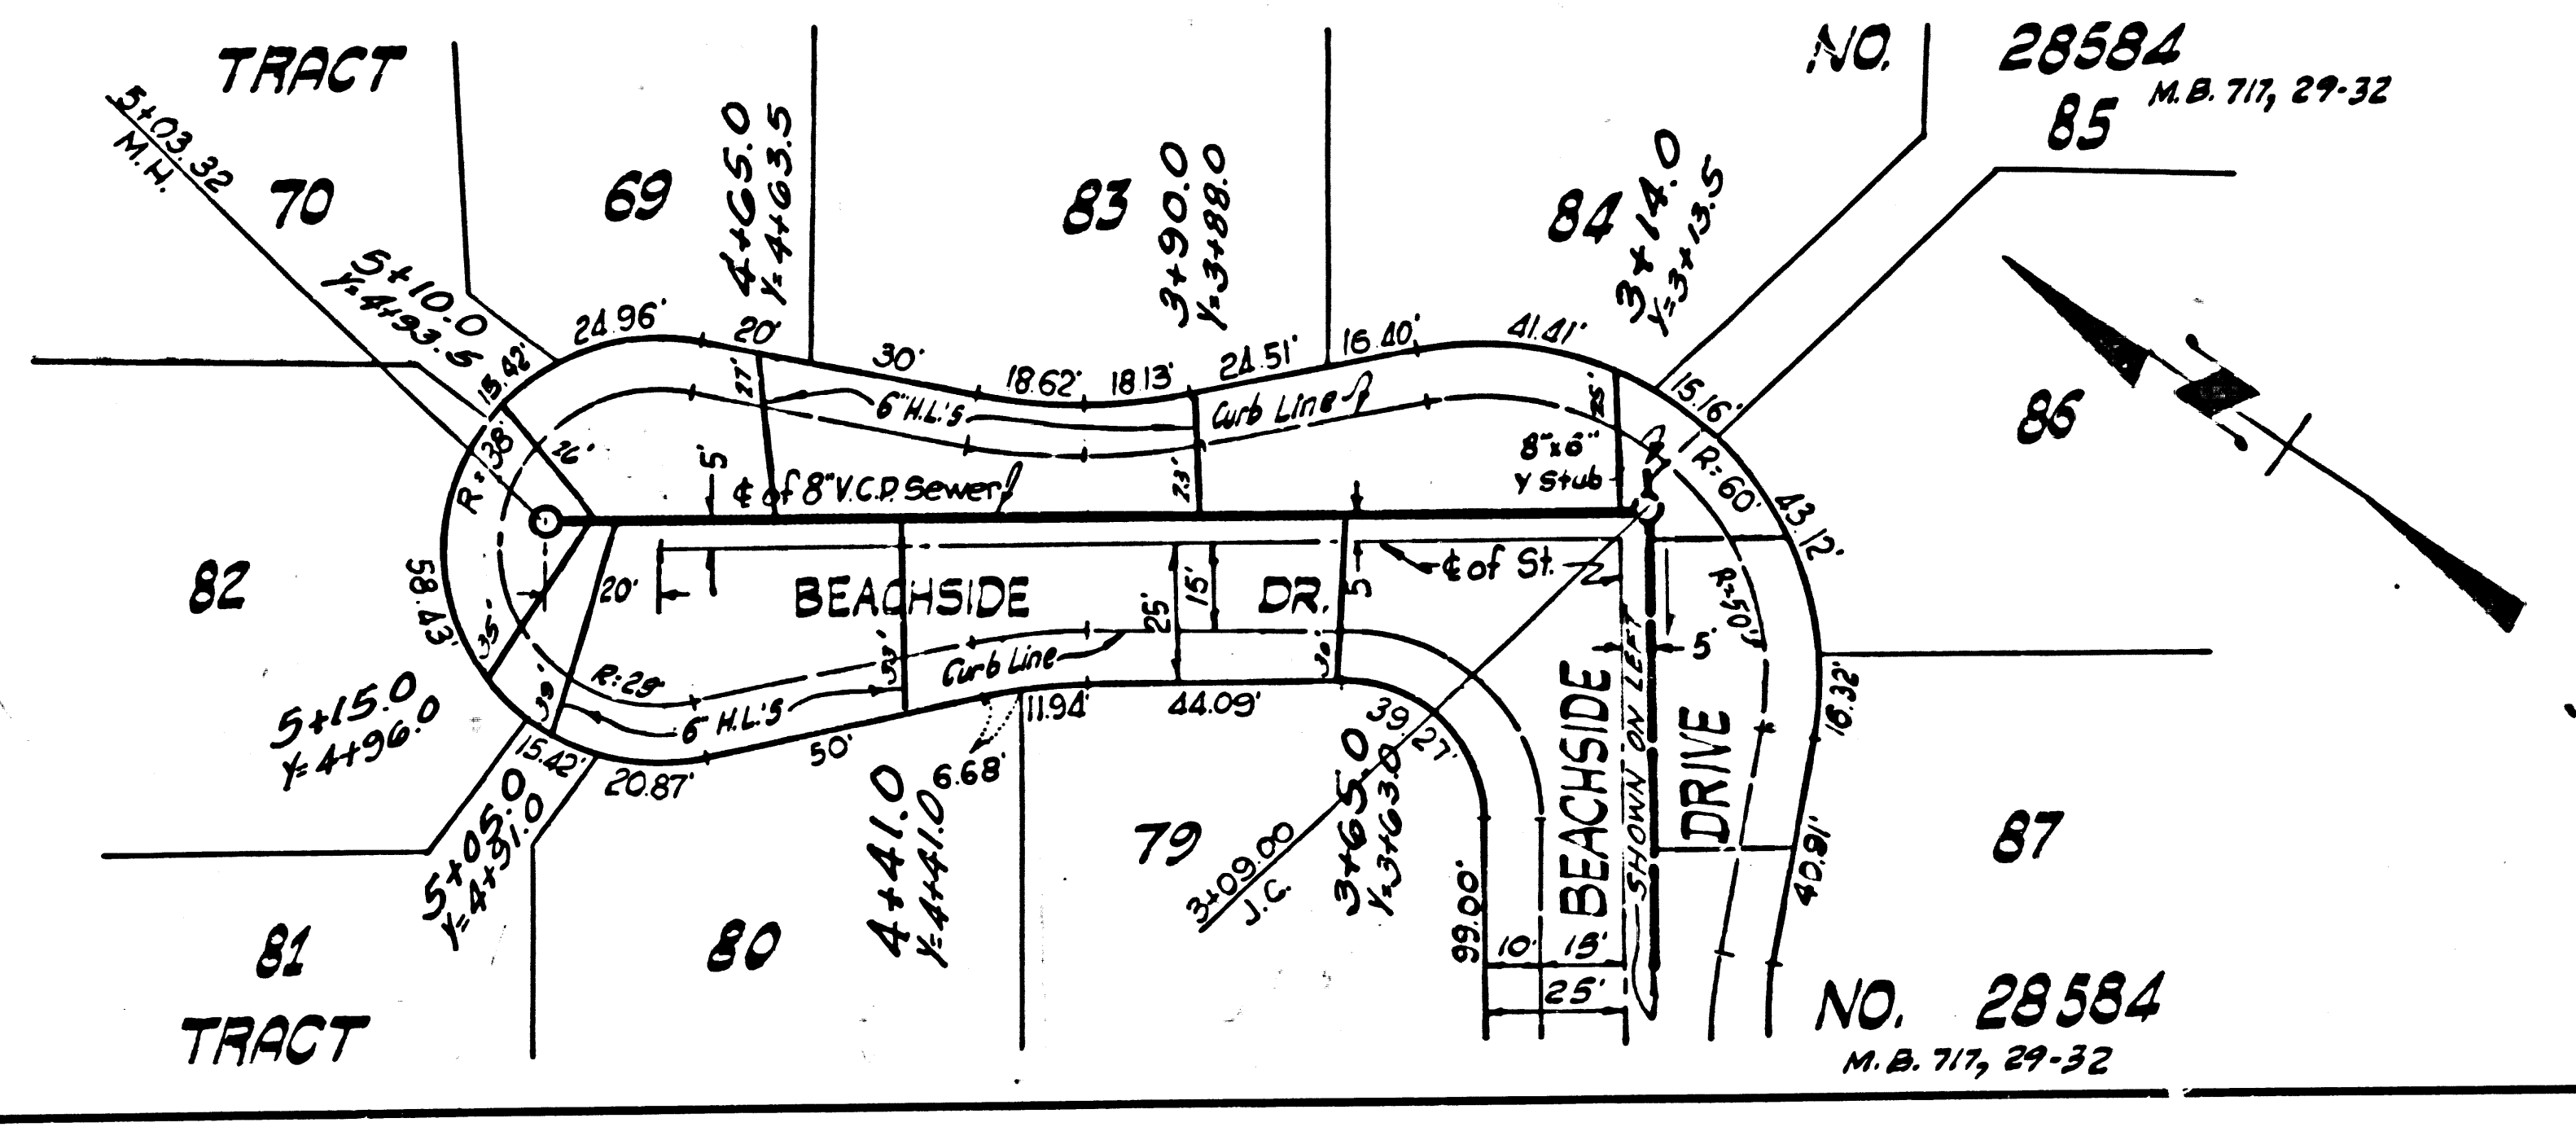 TRACT
NO. 28584
M.B. 717, 29-32
85
5+03.32
M.H.
70
69
4+65.0
Y=4+63.5
83
3+90.0
Y=3+88.0
84
3+14.0
Y=3+13.5
5+10.0
Y=4+93.5
15.42'
24.96'
20'
30'
18.62'
18.13'
24.51'
16.40'
41.41'
15.16'
86
27'
6" H.L.'s
Curb Line
25'
R=38'
26'
5'
℄ of 8" V.C.P. Sewer
23'
8"x6"
Y Stub
R=60'
43.12'
82
58.43'
20'
BEACHSIDE DR.
25'
15'
5'
℄ of St.
R=50'
5'
35'
39'
R=29'
33'
Curb Line
30'
6" H.L.'s
5+15.0
Y=4+96.0
15.42'
20.87'
50'
6.68'
11.94'
44.09'
39.27'
16.32'
BEACHSIDE
SHOWN ON LEFT
DRIVE
5+05.0
Y=4+91.0
4+41.0
Y=4+41.0
79
3+09.00
J.C.
3+65.0
Y=3+63.0
87
40.91'
81
80
99.00'
10'
15'
25'
TRACT
NO. 28584
M.B. 717, 29-32